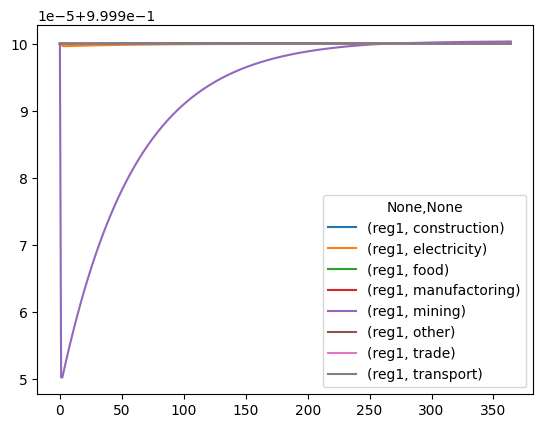 1e-5+9.999e-1
10
9
8
7
6
5
0 50 100 150 200 250 300 350
None,None
(reg1, construction)
(reg1, electricity)
(reg1, food)
(reg1, manufactoring)
(reg1, mining)
(reg1, other)
(reg1, trade)
(reg1, transport)